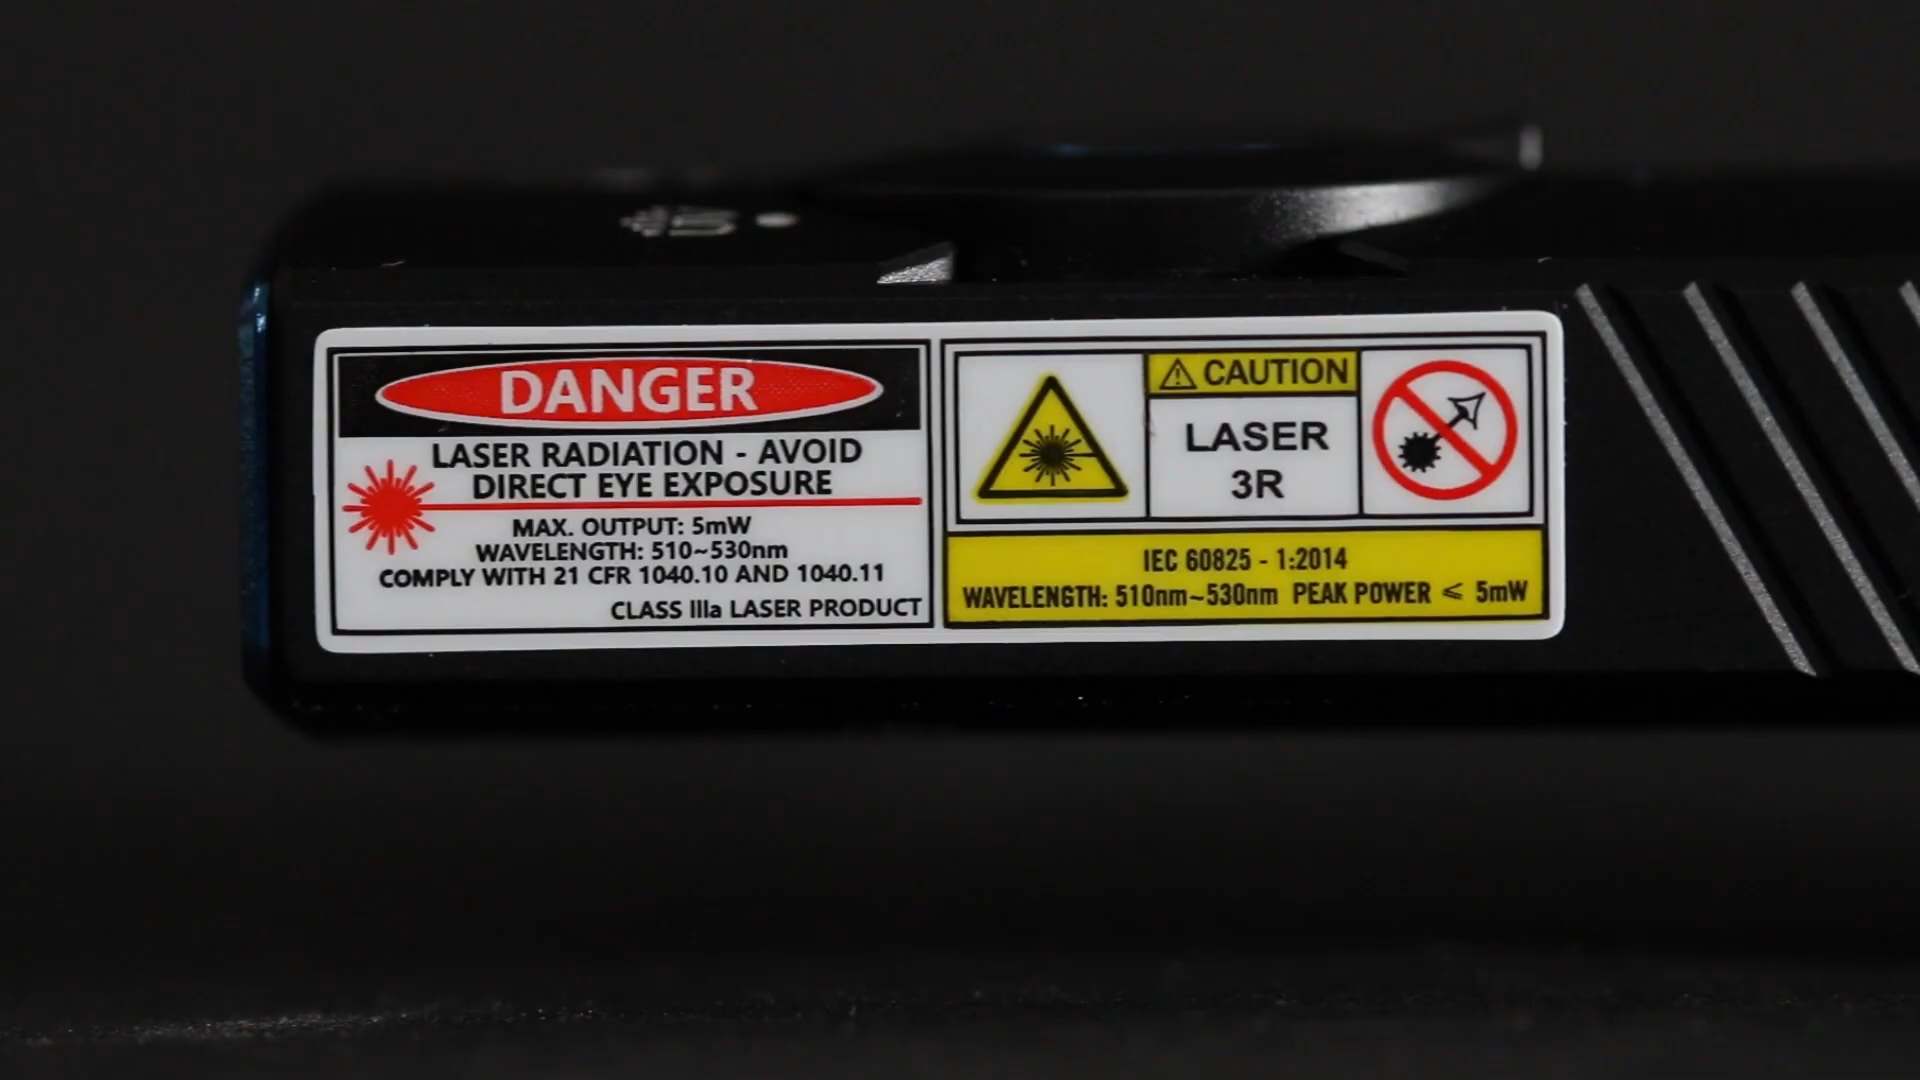 DANGER
LASER RADIATION - AVOID
DIRECT EYE EXPOSURE
MAX. OUTPUT: 5mW
WAVELENGTH: 510~530nm
COMPLY WITH 21 CFR 1040.10 AND 1040.11
CLASS IIIa LASER PRODUCT
CAUTION
LASER
3R
IEC 60825 - 1:2014
WAVELENGTH: 510nm~530nm PEAK POWER ⩽ 5mW